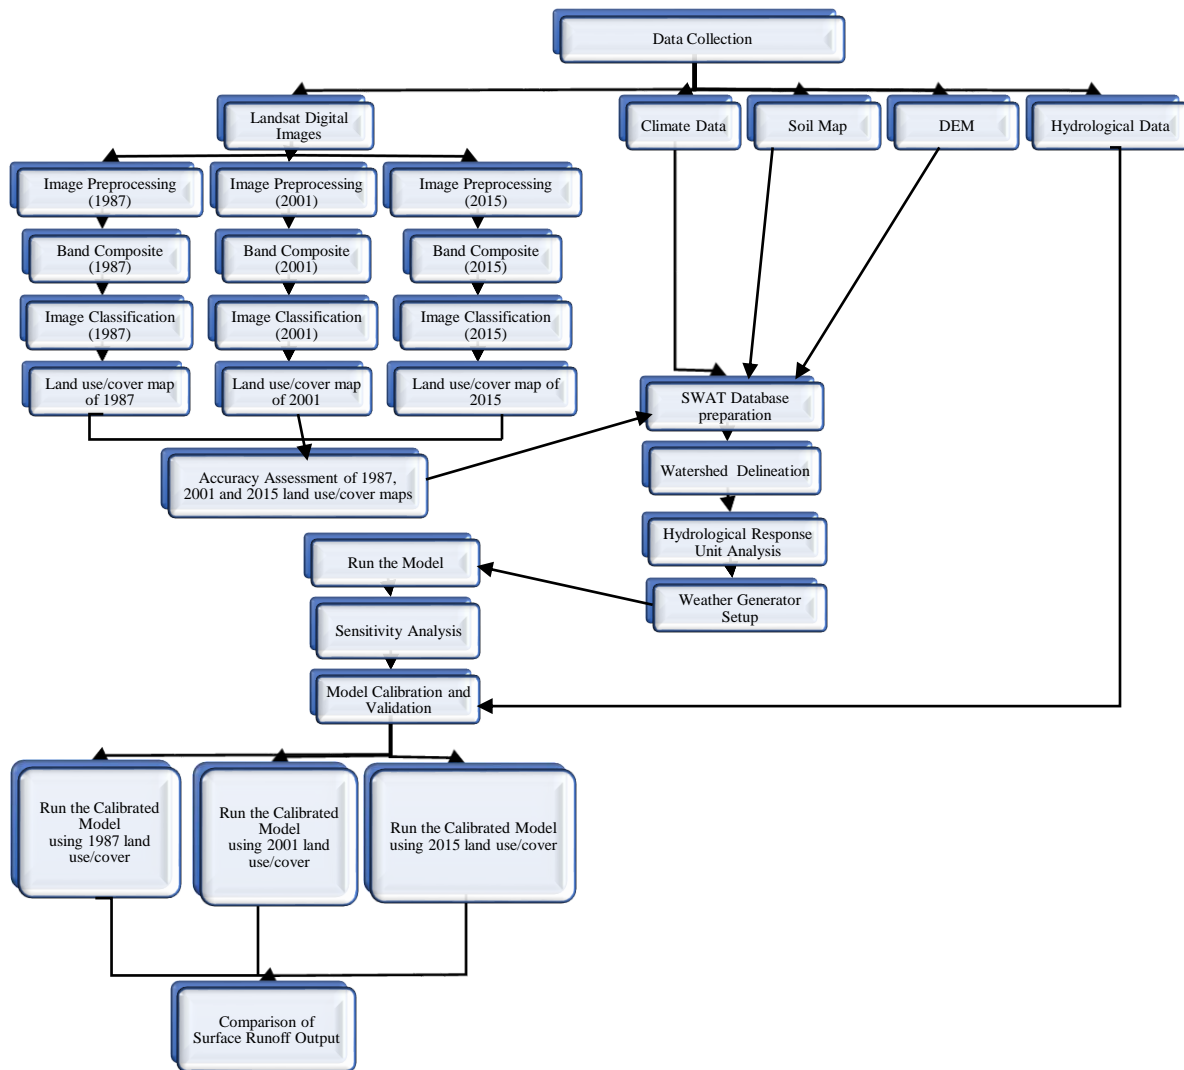 Data Collection
Landsat Digital
Images
Climate Data
Soil Map
DEM
Hydrological Data
Image Preprocessing
(1987)
Image Preprocessing
(2001)
Image Preprocessing
(2015)
Band Composite
(1987)
Band Composite
(2001)
Band Composite
(2015)
Image Classification
(1987)
Image Classification
(2001)
Image Classification
(2015)
Land use/cover map
of 1987
Land use/cover map
of 2001
Land use/cover map of
2015
SWAT Database
preparation
Accuracy Assessment of 1987,
2001 and 2015 land use/cover maps
Watershed Delineation
Hydrological Response
Unit Analysis
Weather Generator
Setup
Run the Model
Sensitivity Analysis
Model Calibration and
Validation
Run the Calibrated
Model
using 1987 land
use/cover
Run the Calibrated
Model
using 2001 land
use/cover
Run the Calibrated Model
using 2015 land use/cover
Comparison of
Surface Runoff Output